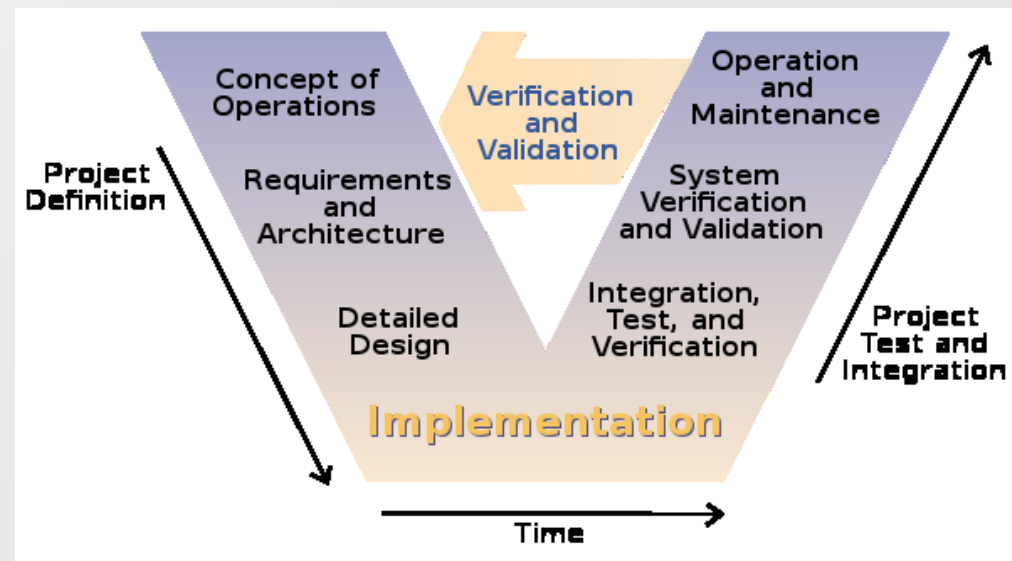 Concept of
Operations
Verification
and
Validation
Operation
and
Maintenance
Project
Definition
Requirements
and
Architecture
System
Verification
and Validation
Detailed
Design
Integration,
Test, and
Verification
Project
Test and
Integration
Implementation
Time